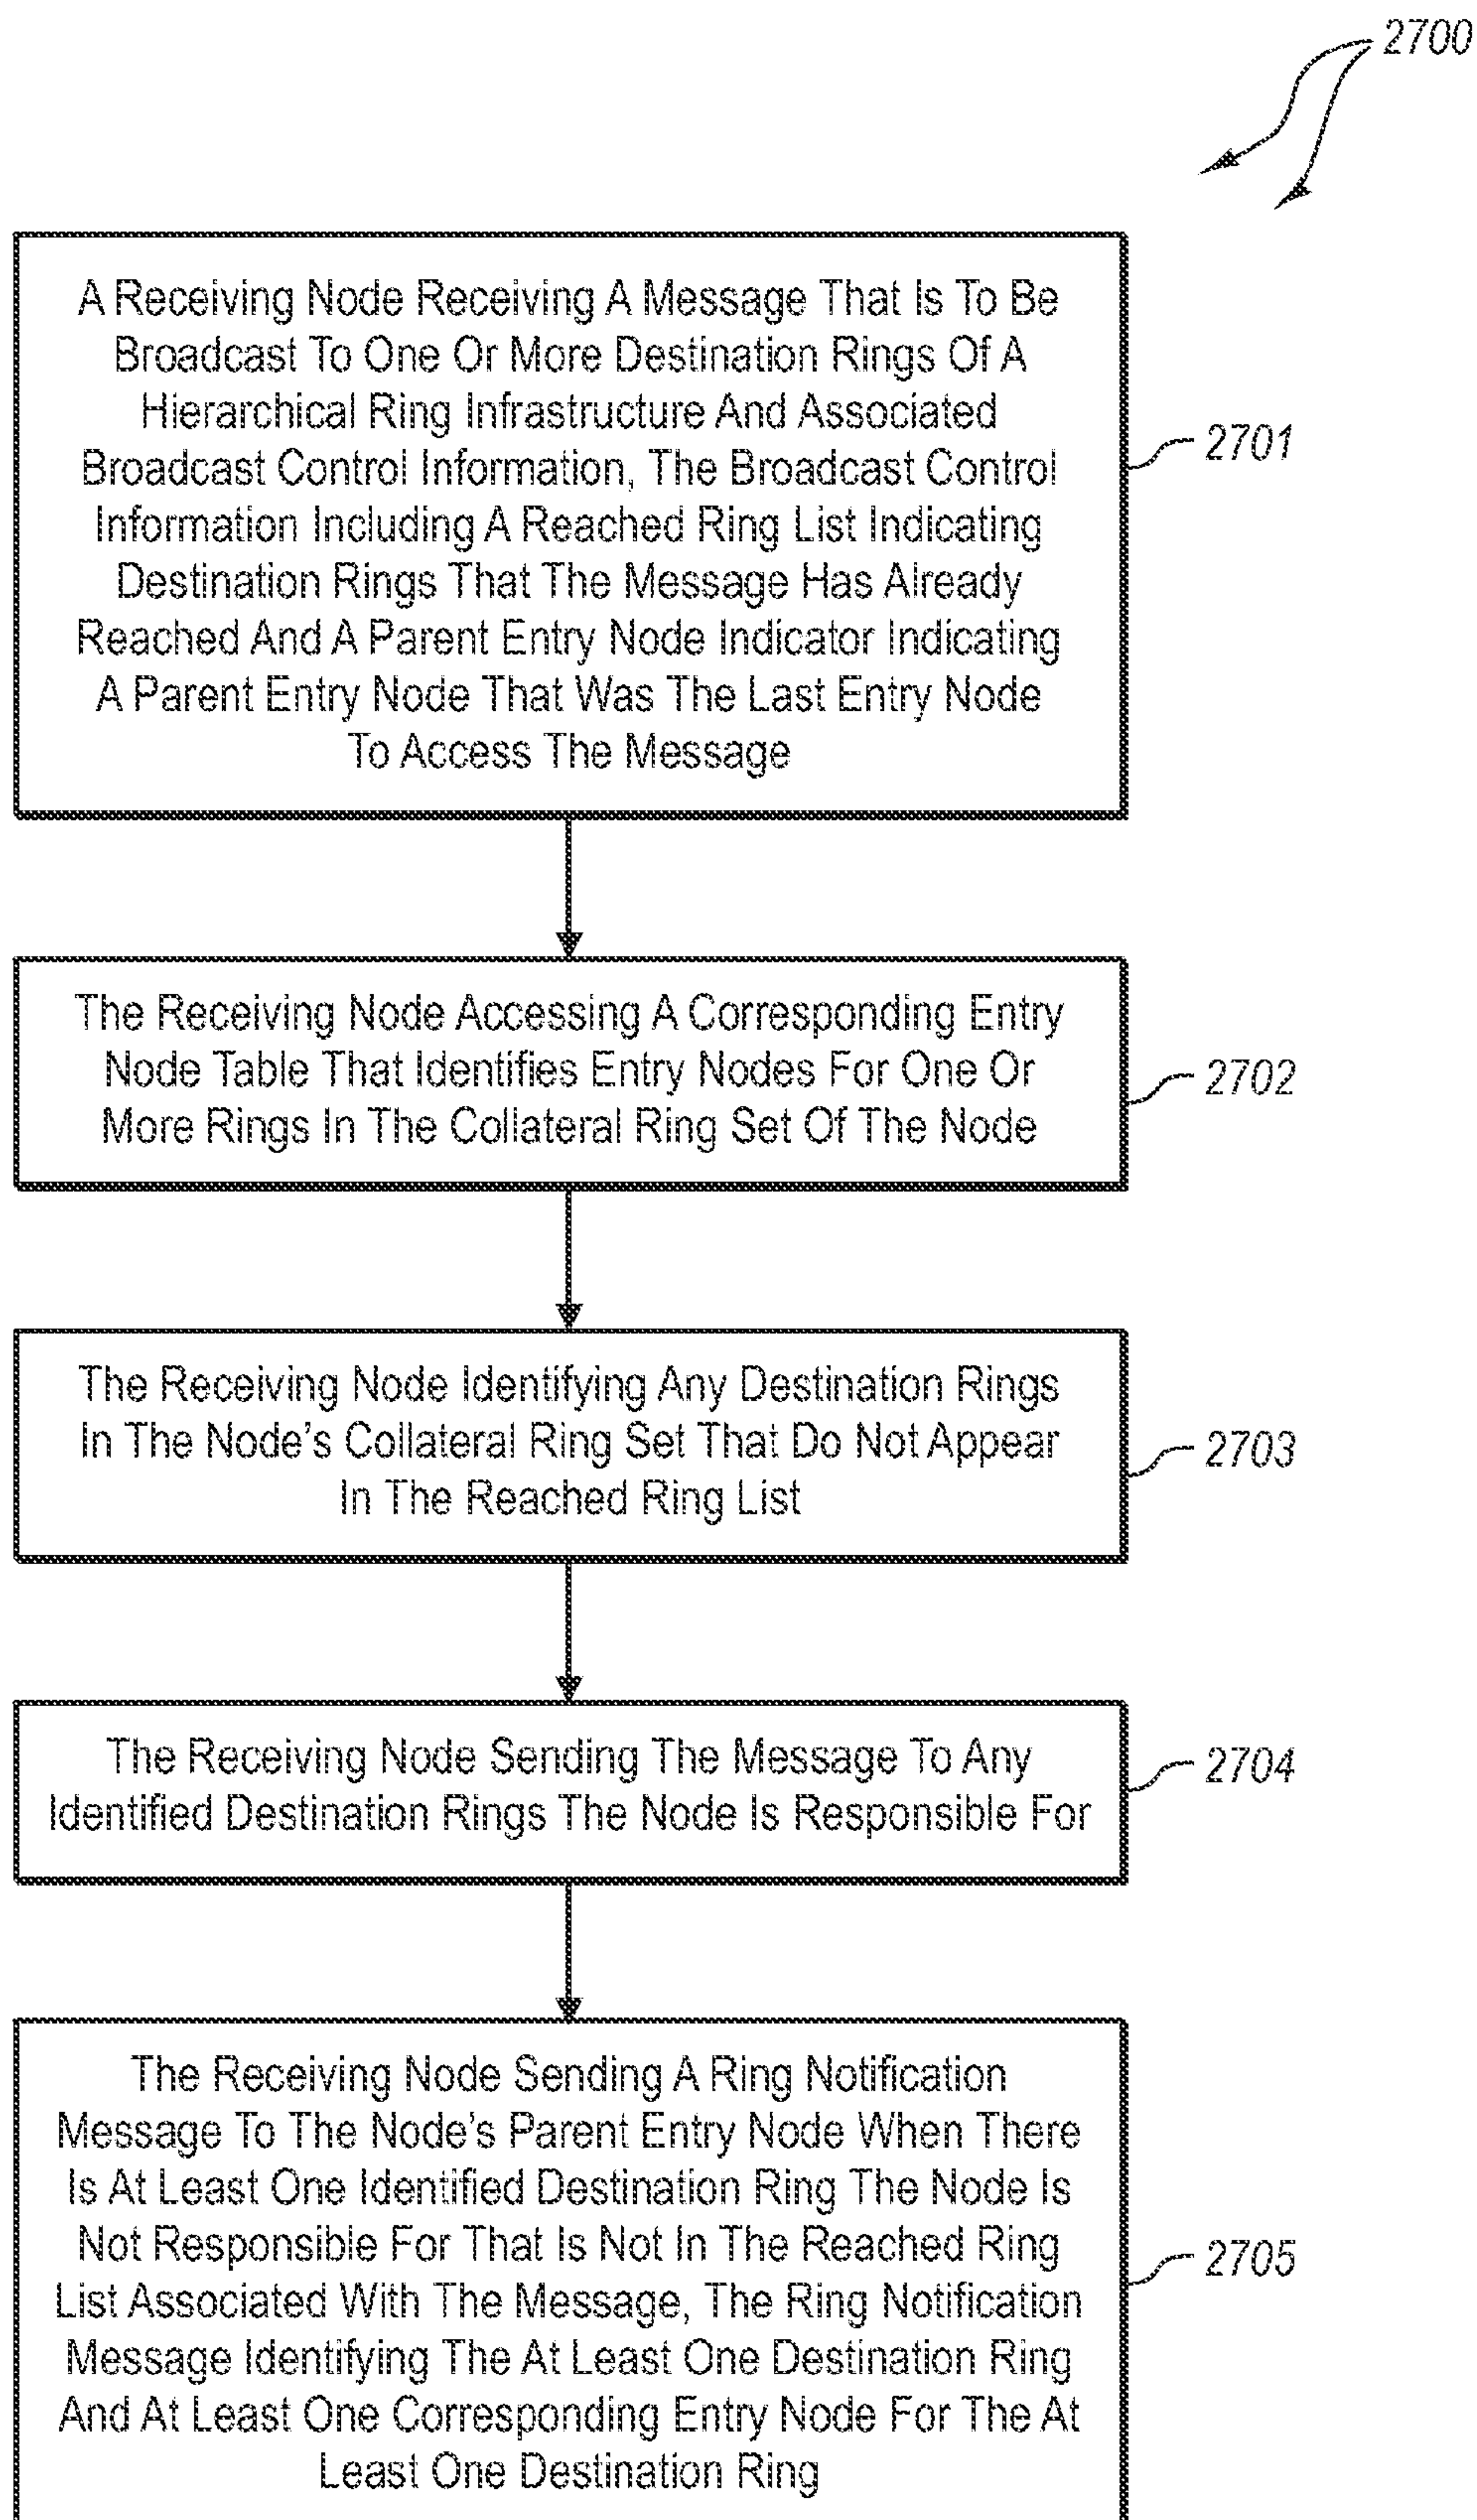 2700
A Receiving Node Receiving A Message That Is To Be
Broadcast To One Or More Destination Rings Of A
Hierarchical Ring Infrastructure And Associated
Broadcast Control Information, The Broadcast Control
Information Including A Reached Ring List Indicating
Destination Rings That The Message Has Already
Reached And A Parent Entry Node Indicator Indicating
A Parent Entry Node That Was The Last Entry Node
To Access The Message
2701
The Receiving Node Accessing A Corresponding Entry
Node Table That Identifies Entry Nodes For One Or
More Rings In The Collateral Ring Set Of The Node
2702
The Receiving Node Identifying Any Destination Rings
In The Node's Collateral Ring Set That Do Not Appear
In The Reached Ring List
2703
The Receiving Node Sending The Message To Any
Identified Destination Rings The Node Is Responsible For
2704
The Receiving Node Sending A Ring Notification
Message To The Node's Parent Entry Node When There
Is At Least One Identified Destination Ring The Node Is
Not Responsible For That Is Not In The Reached Ring
List Associated With The Message, The Ring Notification
Message Identifying The At Least One Destination Ring
And At Least One Corresponding Entry Node For The At
Least One Destination Ring
2705